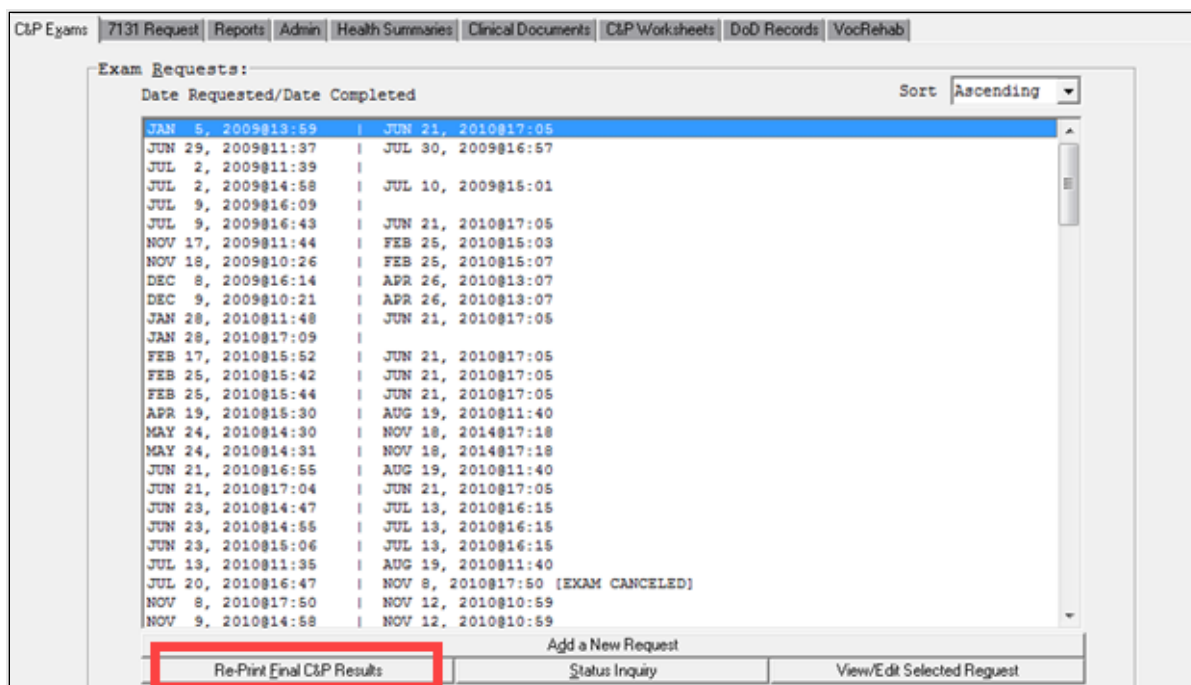 C&P Exams 7131 Request Reports Admin Health Summaries Clinical Documents C&P Worksheets DoD Records VocRehab
Exam Requests:
Date Requested/Date Completed Sort Ascending
JAN 5, 2009@13:59 | JUN 21, 2010@17:05
JUN 29, 2009@11:37 | JUL 30, 2009@16:57
JUL 2, 2009@11:39 |
JUL 2, 2009@14:58 | JUL 10, 2009@15:01
JUL 9, 2009@16:09 |
JUL 9, 2009@16:43 | JUN 21, 2010@17:05
NOV 17, 2009@11:44 | FEB 25, 2010@15:03
NOV 18, 2009@10:26 | FEB 25, 2010@15:07
DEC 8, 2009@16:14 | APR 26, 2010@13:07
DEC 9, 2009@10:21 | APR 26, 2010@13:07
JAN 28, 2010@11:48 | JUN 21, 2010@17:05
JAN 28, 2010@17:09 |
FEB 17, 2010@15:52 | JUN 21, 2010@17:05
FEB 25, 2010@15:42 | JUN 21, 2010@17:05
FEB 25, 2010@15:44 | JUN 21, 2010@17:05
APR 19, 2010@15:30 | AUG 19, 2010@11:40
MAY 24, 2010@14:30 | NOV 18, 2014@17:18
MAY 24, 2010@14:31 | NOV 18, 2014@17:18
JUN 21, 2010@16:55 | AUG 19, 2010@11:40
JUN 21, 2010@17:04 | JUN 21, 2010@17:05
JUN 23, 2010@14:47 | JUL 13, 2010@16:15
JUN 23, 2010@14:55 | JUL 13, 2010@16:15
JUN 23, 2010@15:06 | JUL 13, 2010@16:15
JUL 13, 2010@11:35 | AUG 19, 2010@11:40
JUL 20, 2010@16:47 | NOV 8, 2010@17:50 [EXAM CANCELED]
NOV 8, 2010@17:50 | NOV 12, 2010@10:59
NOV 9, 2010@14:58 | NOV 12, 2010@10:59
Add a New Request
Re-Print Final C&P Results Status Inquiry View/Edit Selected Request